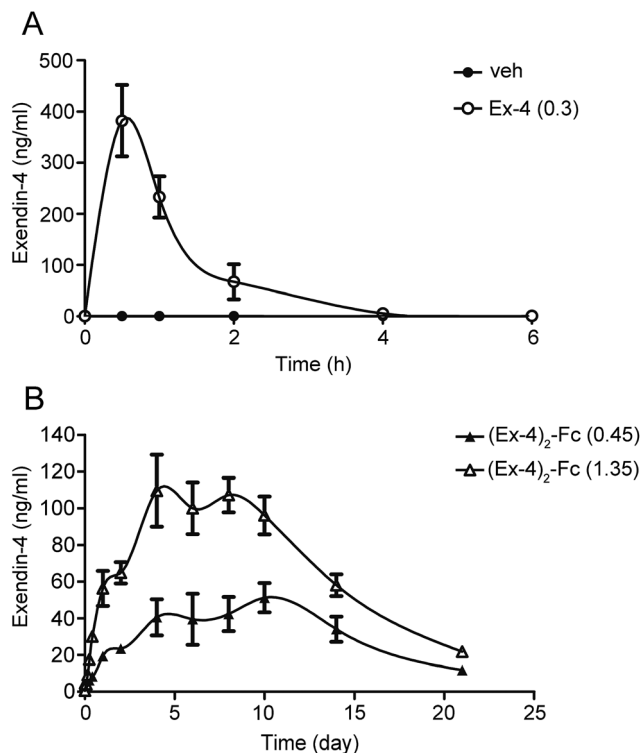 A
Exendin-4 (ng/ml)
500
400
300
200
100
0
0
2
4
6
Time (h)
veh
Ex-4 (0.3)
B
Exendin-4 (ng/ml)
140
120
100
80
60
40
20
0
0
5
10
15
20
25
Time (day)
(Ex-4)₂-Fc (0.45)
(Ex-4)₂-Fc (1.35)